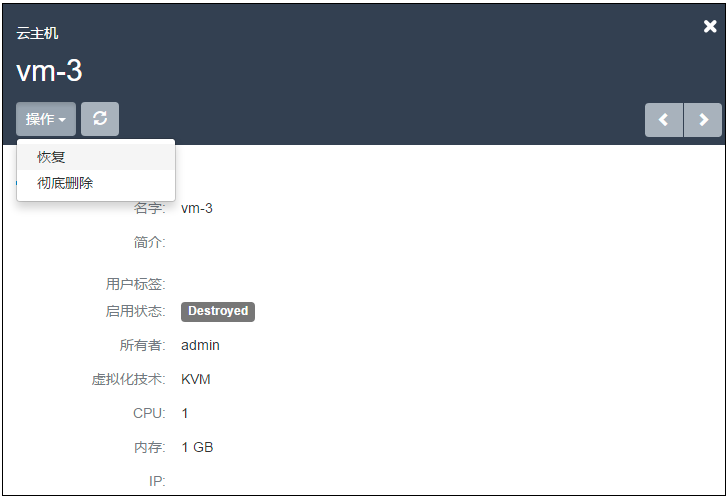 云主机
vm-3
操作
恢复
彻底删除
名字: vm-3
简介:
用户标签:
启用状态: Destroyed
所有者: admin
虚拟化技术: KVM
CPU: 1
内存: 1 GB
IP: